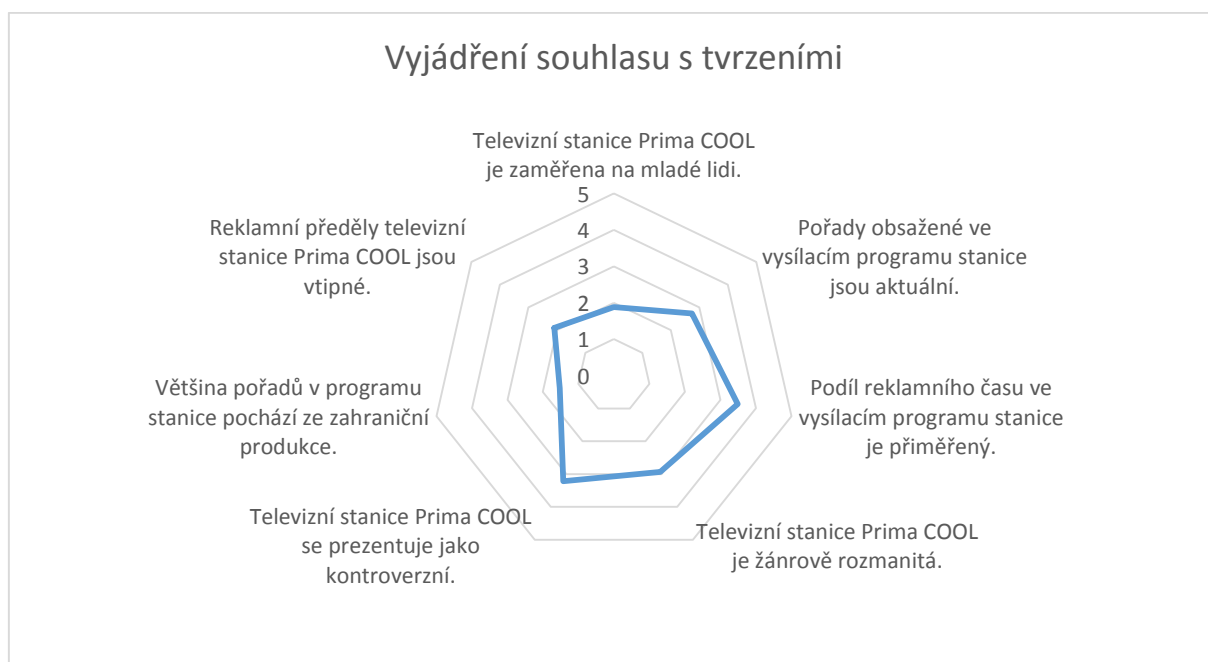 Vyjádření souhlasu s tvrzeními
Televizní stanice Prima COOL
je zaměřena na mladé lidi.
Pořady obsažené ve
vysílacím programu stanice
jsou aktuální.
Podíl reklamního času ve
vysílacím programu stanice
je přiměřený.
Televizní stanice Prima COOL
je žánrově rozmanitá.
Televizní stanice Prima COOL
se prezentuje jako
kontroverzní.
Většina pořadů v programu
stanice pochází ze zahraniční
produkce.
Reklamní předěly televizní
stanice Prima COOL jsou
vtipné.
5
4
3
2
1
0